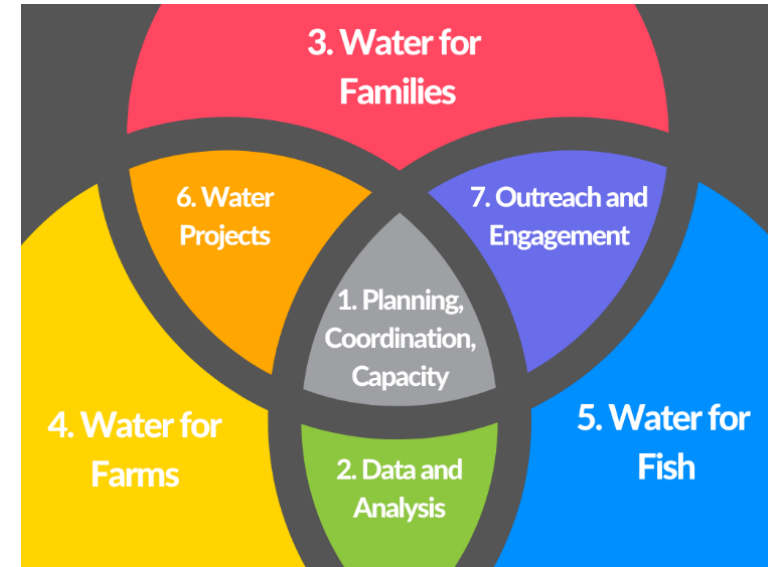 3. Water for
Families
6. Water
Projects
7. Outreach and
Engagement
1. Planning,
Coordination,
Capacity
4. Water for
Farms
5. Water for
Fish
2. Data and
Analysis